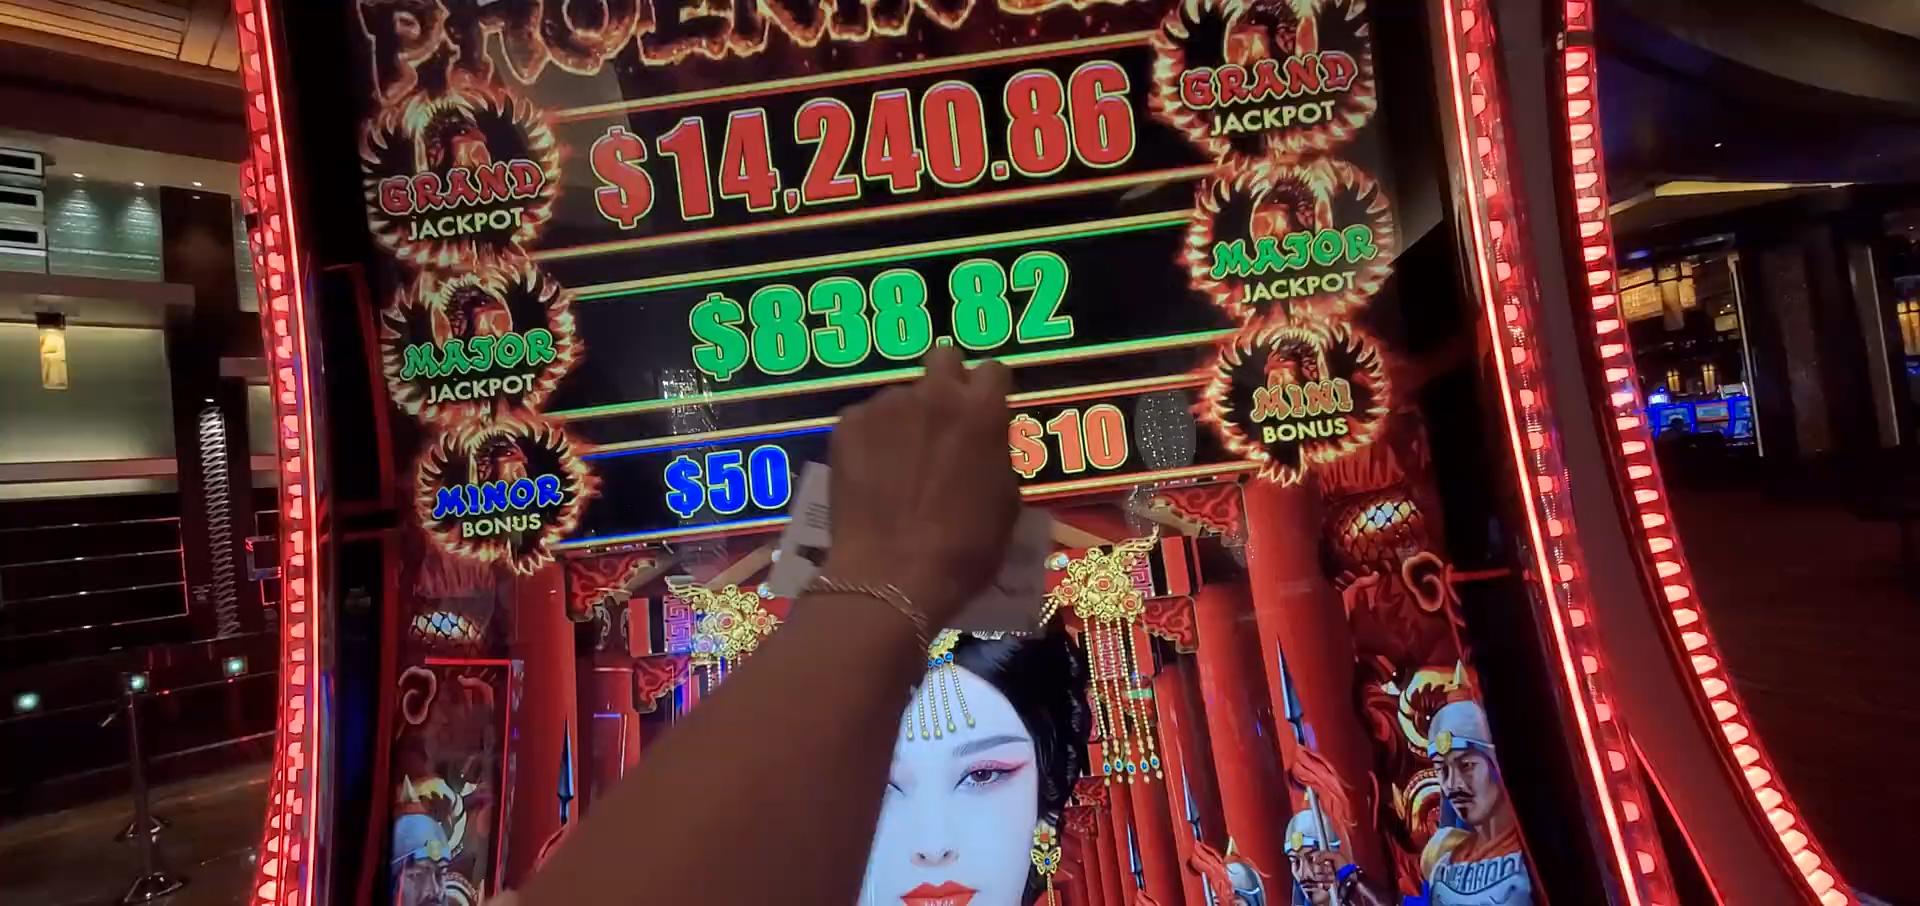 PHOENIX
GRAND
JACKPOT
$14,240.86
GRAND
JACKPOT
MAJOR
JACKPOT
$838.82
MAJOR
JACKPOT
MINOR
BONUS
$50
$10
MINI
BONUS